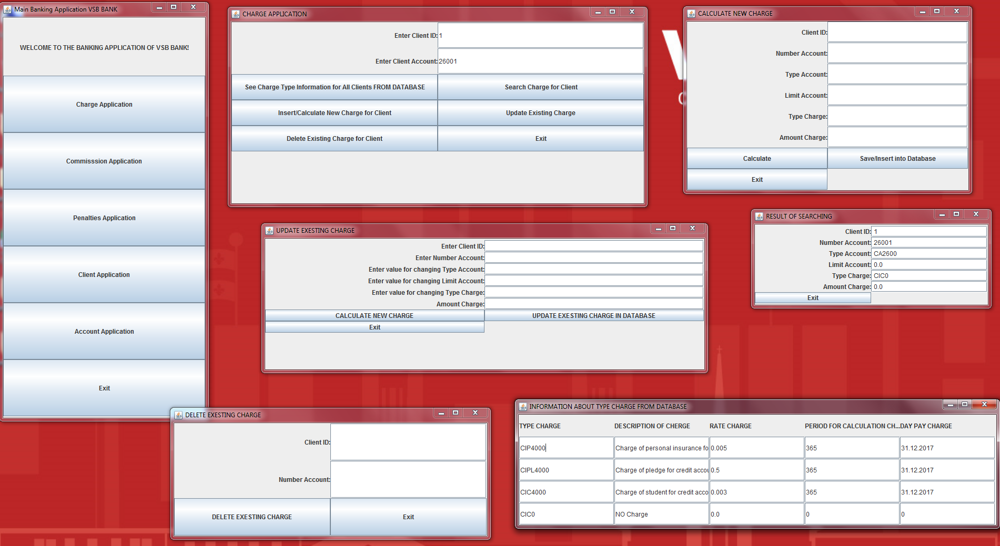 Main Banking Application VSB BANK
WELCOME TO THE BANKING APPLICATION OF VSB BANK!
Charge Application
Commisssion Application
Penalties Application
Client Application
Account Application
Exit
CHARGE APPLICATION
Enter Client ID: 1
Enter Client Account: 26001
See Charge Type Information for All Clients FROM DATABASE
Search Charge for Client
Insert/Calculate New Charge for Client
Update Existing Charge
Delete Existing Charge for Client
Exit
CALCULATE NEW CHARGE
Client ID:
Number Account:
Type Account:
Limit Account:
Type Charge:
Amount Charge:
Calculate
Save/Insert into Database
Exit
UPDATE EXESTING CHARGE
Enter Client ID:
Enter Number Account:
Enter value for changing Type Account:
Enter value for changing Limit Account:
Enter value for changing Type Charge:
Amount Charge:
CALCULATE NEW CHARGE
UPDATE EXESTING CHARGE IN DATABASE
Exit
RESULT OF SEARCHING
Client ID: 1
Number Account: 26001
Type Account: CA2600
Limit Account: 0.0
Type Charge: CIC0
Amount Charge: 0.0
Exit
DELETE EXESTING CHARGE
Client ID:
Number Account:
DELETE EXESTING CHARGE
Exit
INFORMATION ABOUT TYPE CHARGE FROM DATABASE
TYPE CHARGE DESCRIPTION OF CHERGE RATE CHARGE PERIOD FOR CALCULATION CH... DAY PAY CHARGE
CIP4000 Charge of personal insurance fo 0.005 365 31.12.2017
CIPL4000 Charge of pledge for credit accou 0.5 365 31.12.2017
CIC4000 Charge of student for credit acco 0.003 365 31.12.2017
CIC0 NO Charge 0.0 0 0